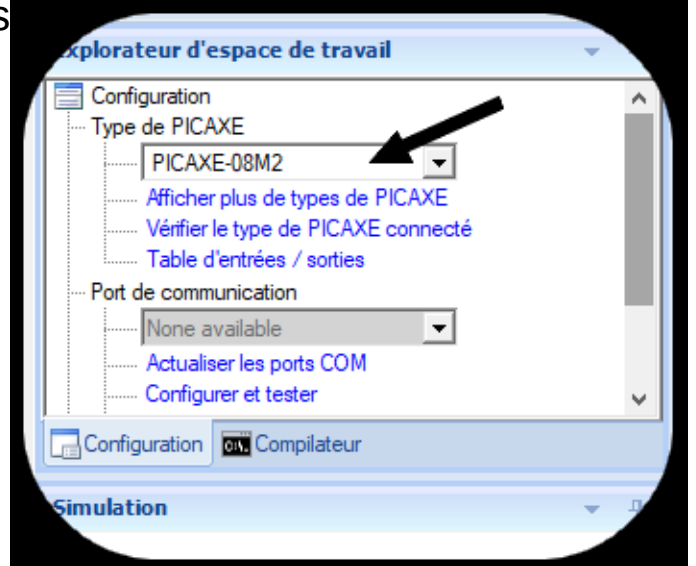 s
explorateur d'espace de travail
Configuration
Type de PICAXE
PICAXE-08M2
Afficher plus de types de PICAXE
Vérifier le type de PICAXE connecté
Table d'entrées / sorties
Port de communication
None available
Actualiser les ports COM
Configurer et tester
Configuration Compilateur
Simulation